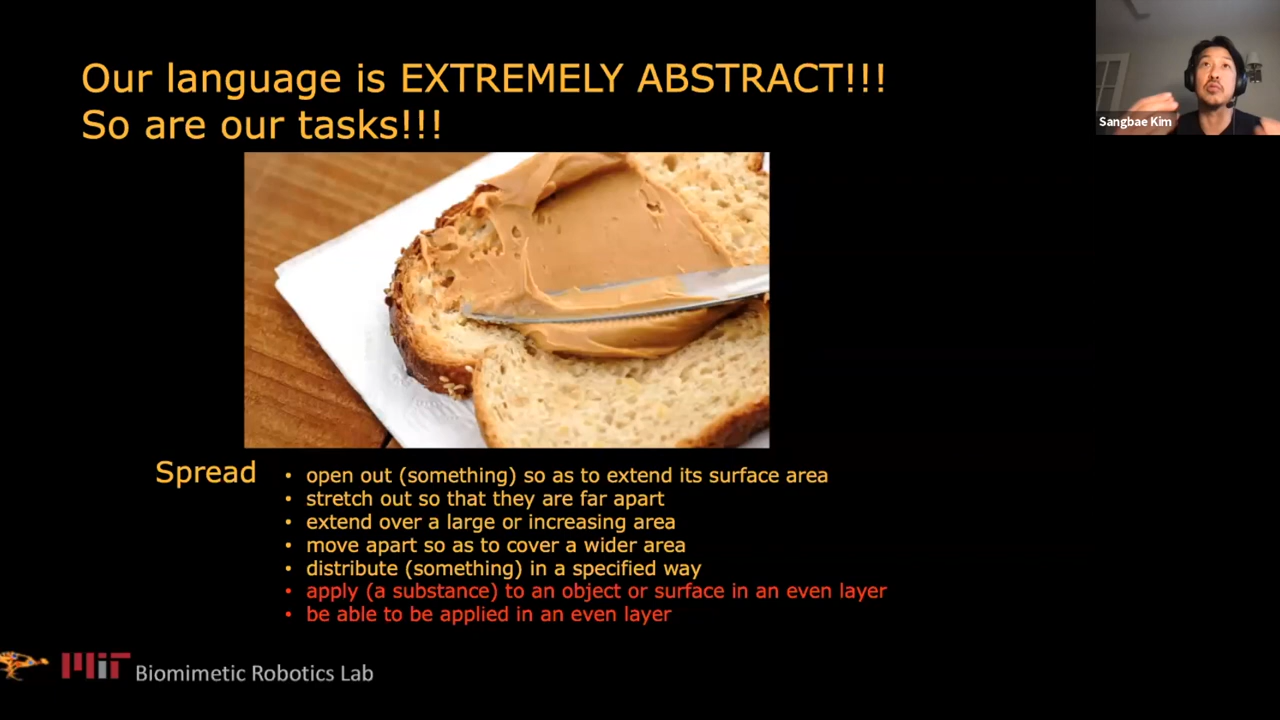 Our language is EXTREMELY ABSTRACT!!!
So are our tasks!!!
Sangbae Kim
Spread
• open out (something) so as to extend its surface area
• stretch out so that they are far apart
• extend over a large or increasing area
• move apart so as to cover a wider area
• distribute (something) in a specified way
• apply (a substance) to an object or surface in an even layer
• be able to be applied in an even layer
MIT Biomimetic Robotics Lab